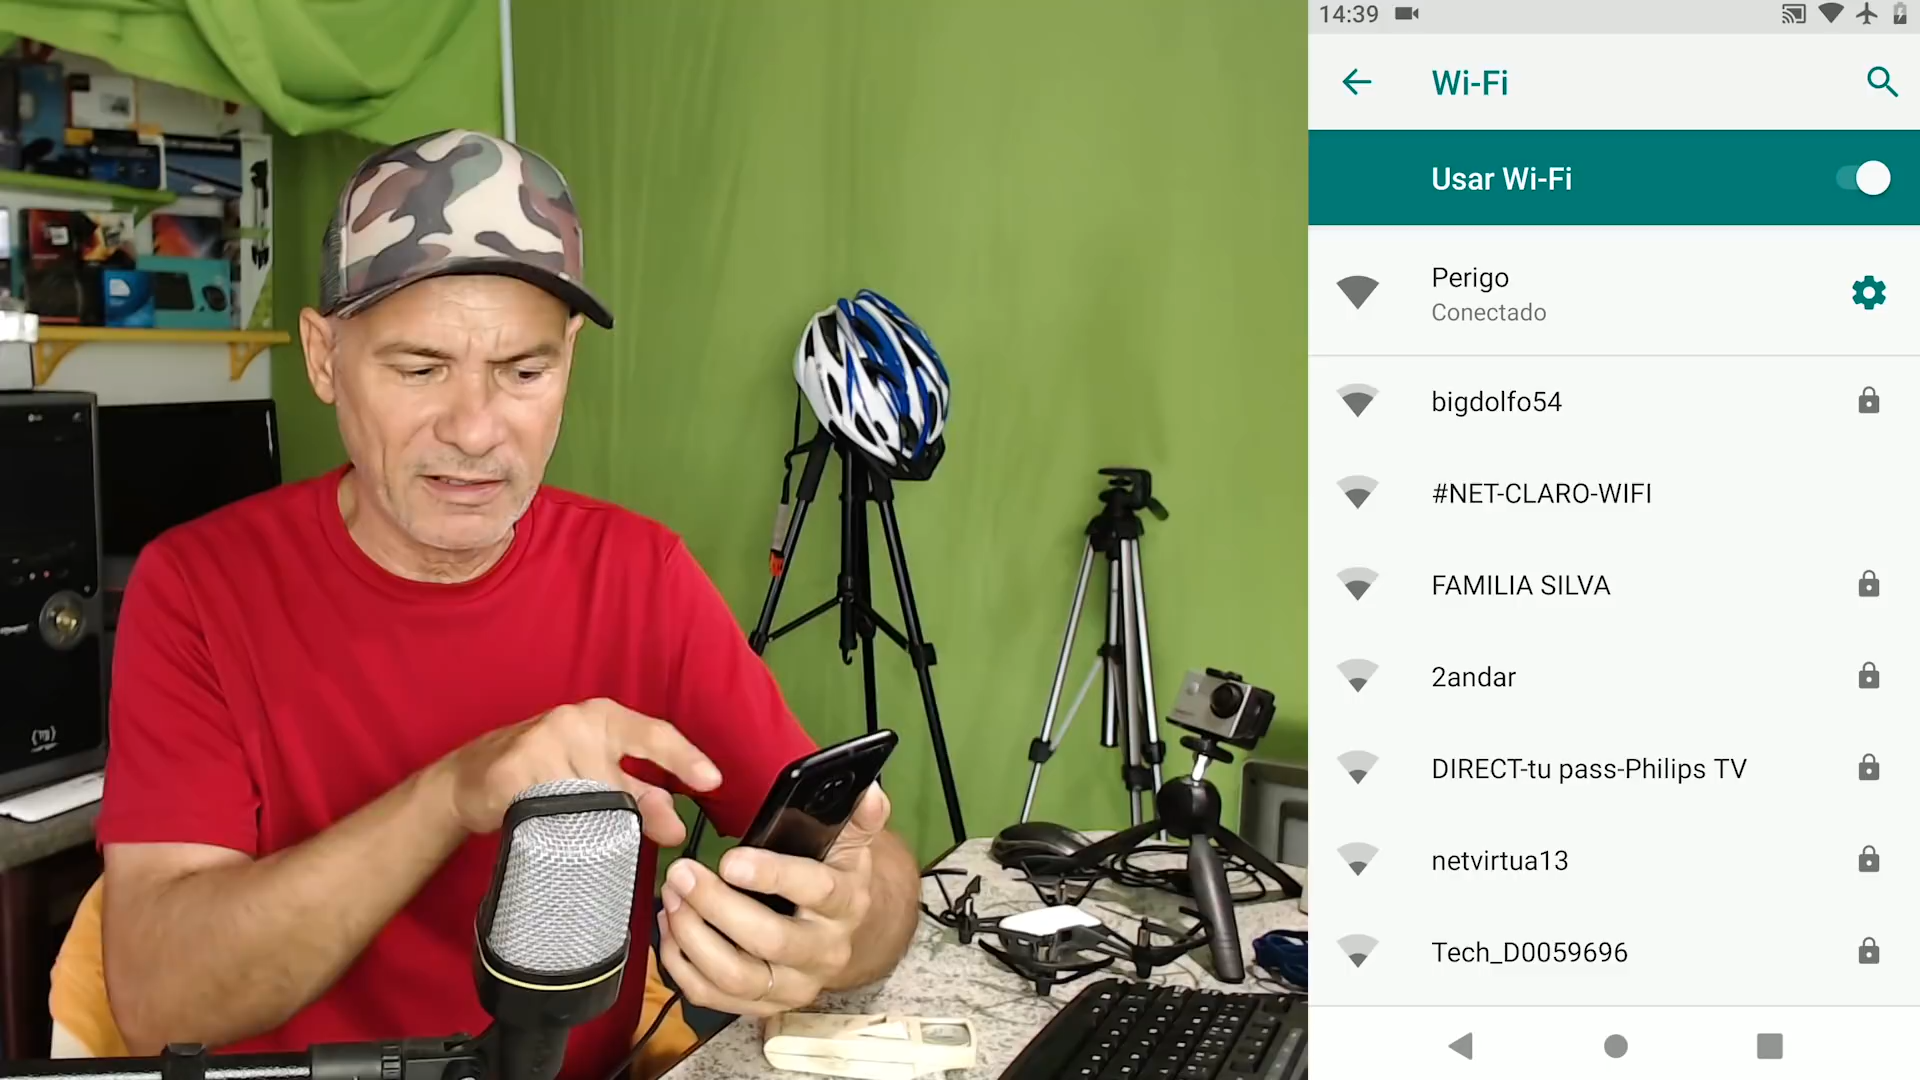 14:39
Wi-Fi
Usar Wi-Fi
Perigo
Conectado
bigdolfo54
#NET-CLARO-WIFI
FAMILIA SILVA
2andar
DIRECT-tu pass-Philips TV
netvirtua13
Tech_D0059696